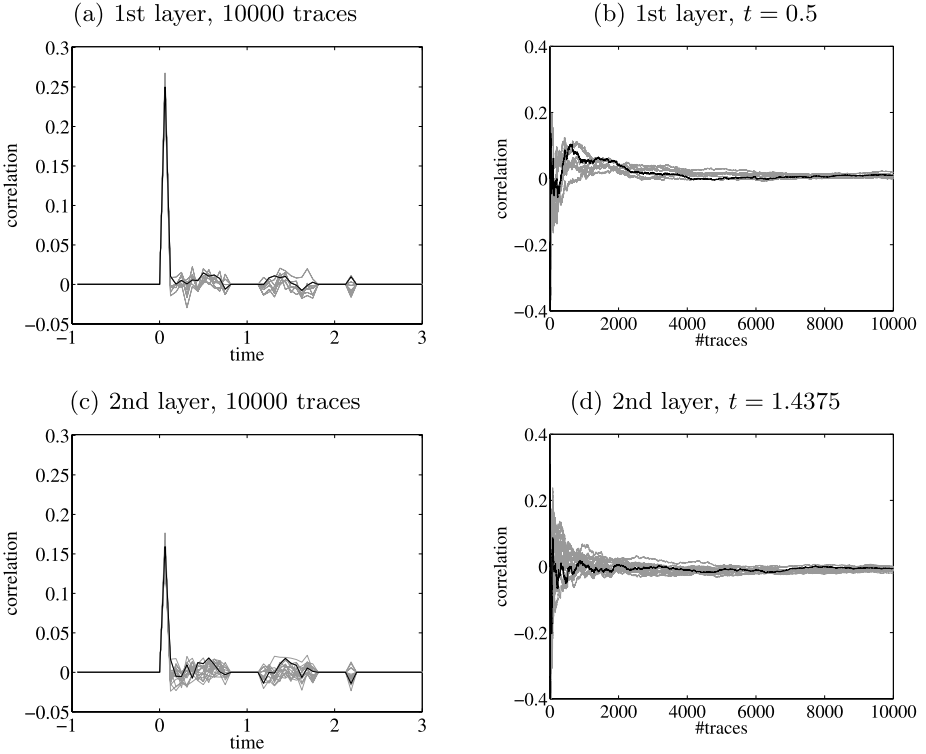 (a) 1st layer, 10000 traces
0.3
0.25
0.2
0.15
0.1
0.05
0
−0.05
correlation
−1 0 1 2 3
time
(b) 1st layer, t = 0.5
0.4
0.2
0
−0.2
−0.4
correlation
0 2000 4000 6000 8000 10000
#traces
(c) 2nd layer, 10000 traces
0.3
0.25
0.2
0.15
0.1
0.05
0
−0.05
correlation
−1 0 1 2 3
time
(d) 2nd layer, t = 1.4375
0.4
0.2
0
−0.2
−0.4
correlation
0 2000 4000 6000 8000 10000
#traces